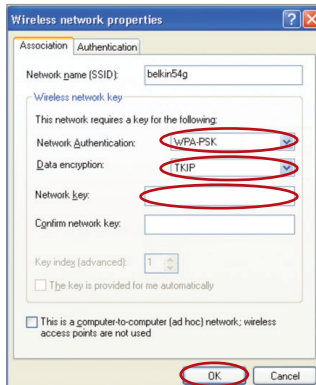 Wireless network properties
Association Authentication
Network name (SSID): belkin54g
Wireless network key
This network requires a key for the following:
Network Authentication: WPA-PSK
Data encryption: TKIP
Network key:
Confirm network key:
Key index (advanced): 1
The key is provided for me automatically
This is a computer-to-computer (ad hoc) network; wireless
access points are not used
OK Cancel